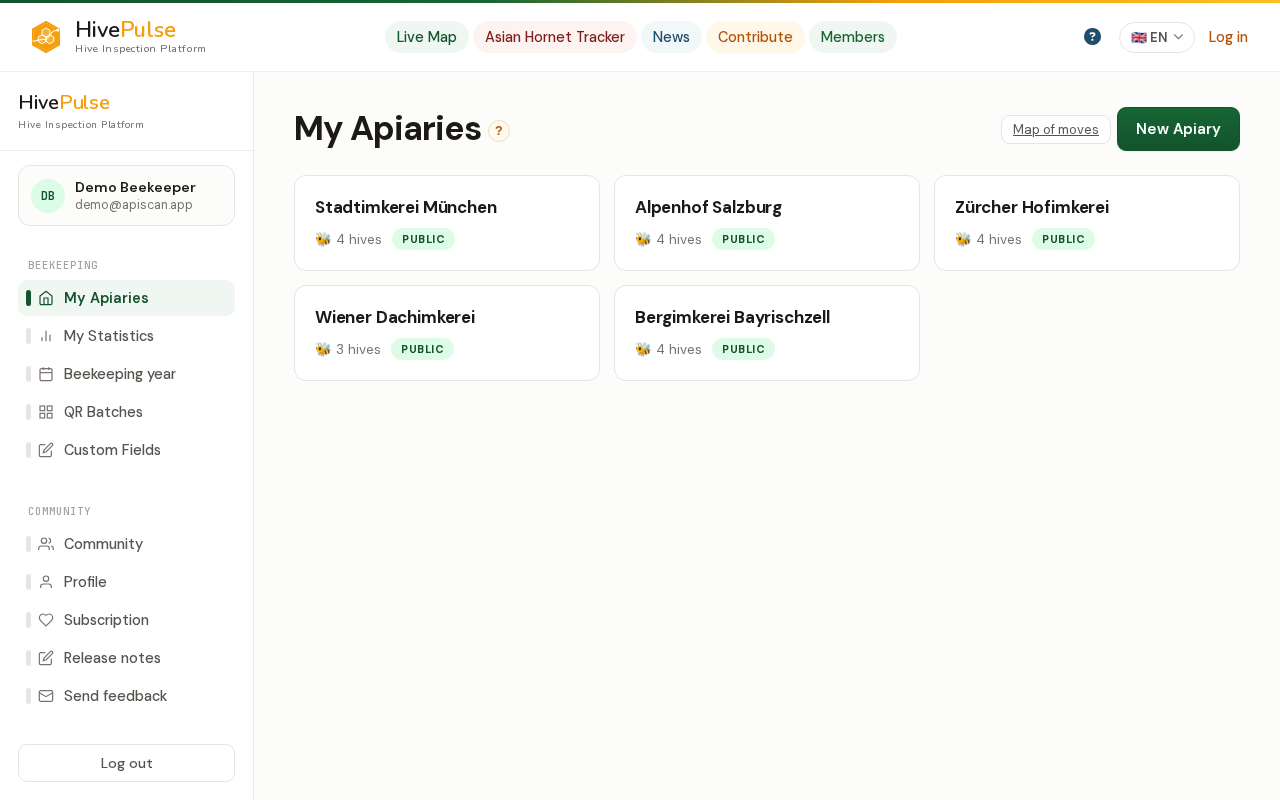 HivePulse
Hive Inspection Platform
Live Map
Asian Hornet Tracker
News
Contribute
Members
?
EN
Log in
HivePulse
Hive Inspection Platform
DB
Demo Beekeeper
demo@apiscan.app
BEEKEEPING
My Apiaries
My Statistics
Beekeeping year
QR Batches
Custom Fields
COMMUNITY
Community
Profile
Subscription
Release notes
Send feedback
Log out
My Apiaries ?
Map of moves
New Apiary
Stadtimkerei München
4 hives PUBLIC
Alpenhof Salzburg
4 hives PUBLIC
Zürcher Hofimkerei
4 hives PUBLIC
Wiener Dachimkerei
3 hives PUBLIC
Bergimkerei Bayrischzell
4 hives PUBLIC